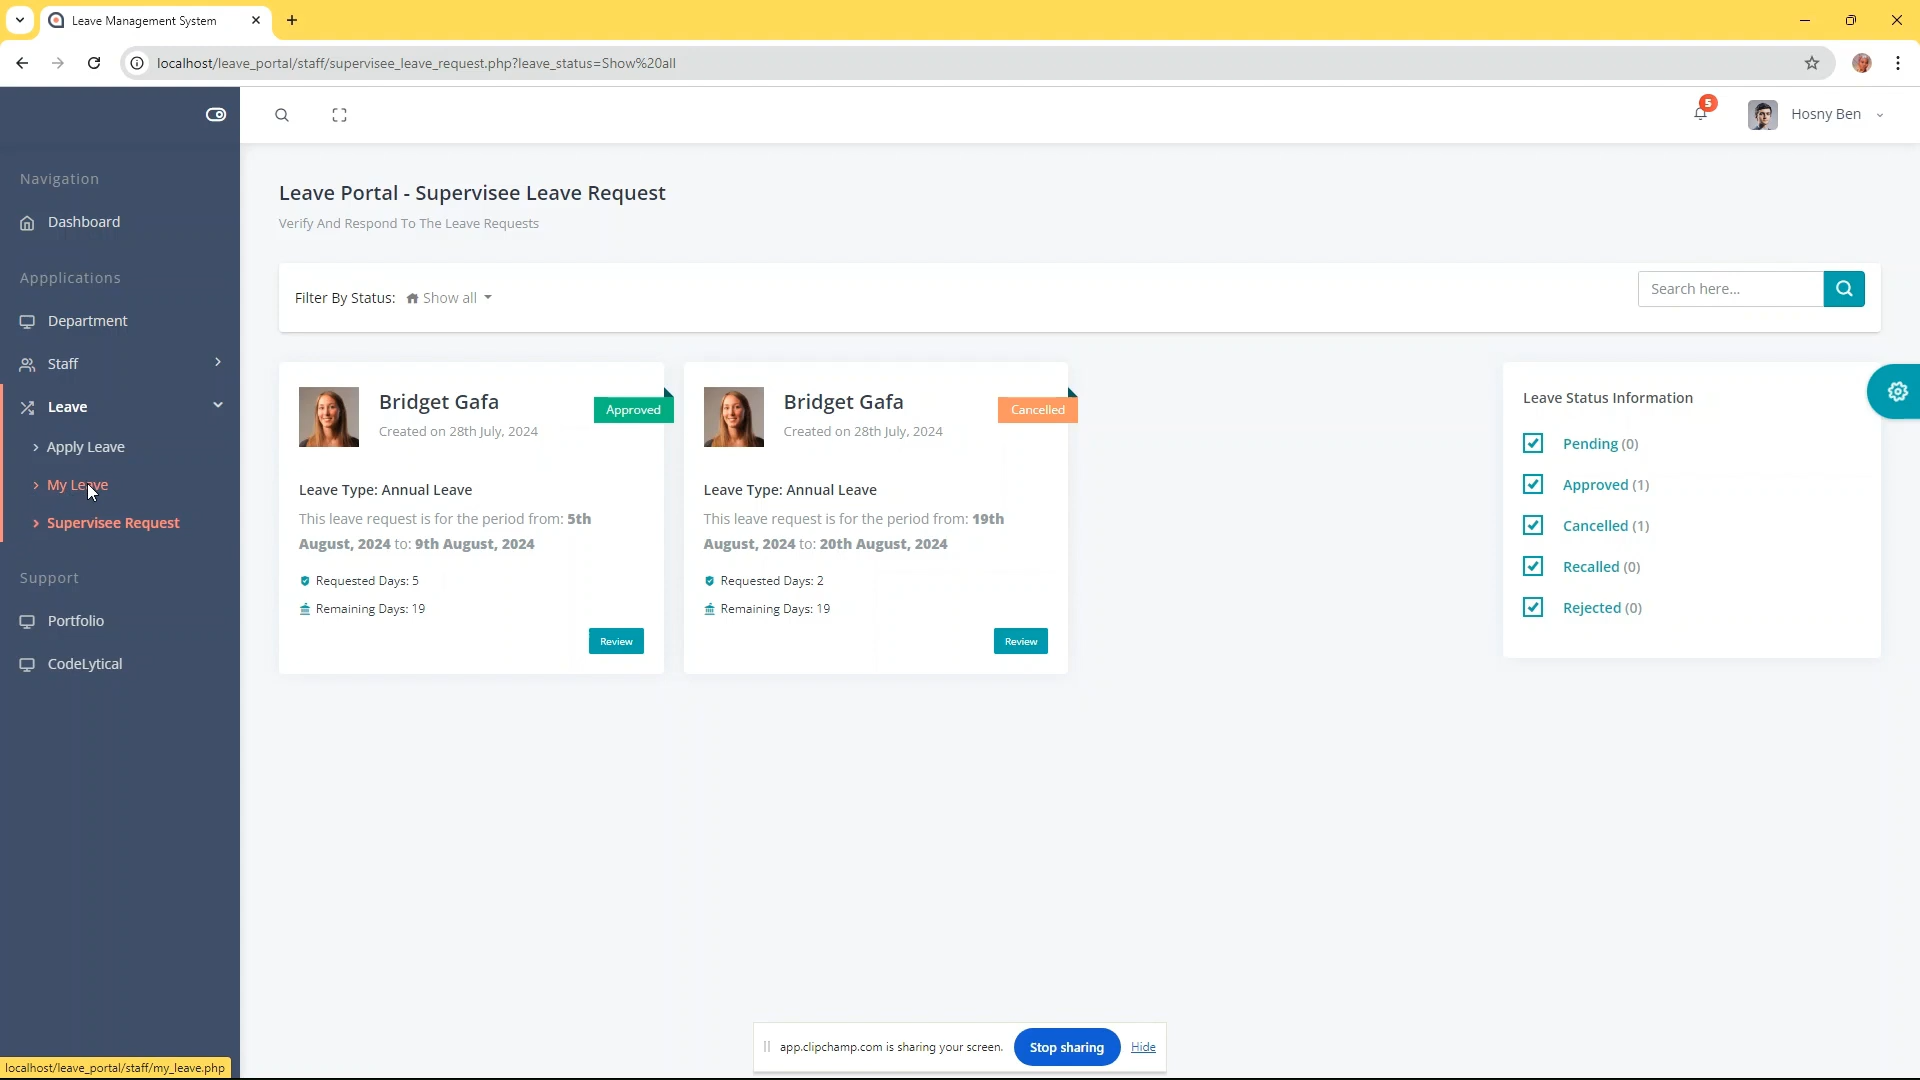 Leave Management System
localhost/leave_portal/staff/supervisee_leave_request.php?leave_status=Show%20all
5
Hosny Ben
Navigation
Dashboard
Appplications
Department
Staff
Leave
Apply Leave
My Leave
Supervisee Request
Support
Portfolio
CodeLytical
Leave Portal - Supervisee Leave Request
Verify And Respond To The Leave Requests
Filter By Status: Show all
Search here...
Bridget Gafa
Approved
Created on 28th July, 2024
Leave Type: Annual Leave
This leave request is for the period from: 5th
August, 2024 to: 9th August, 2024
Requested Days: 5
Remaining Days: 19
Review
Bridget Gafa
Cancelled
Created on 28th July, 2024
Leave Type: Annual Leave
This leave request is for the period from: 19th
August, 2024 to: 20th August, 2024
Requested Days: 2
Remaining Days: 19
Review
Leave Status Information
Pending (0)
Approved (1)
Cancelled (1)
Recalled (0)
Rejected (0)
app.clipchamp.com is sharing your screen. Stop sharing Hide
localhost/leave_portal/staff/my_leave.php